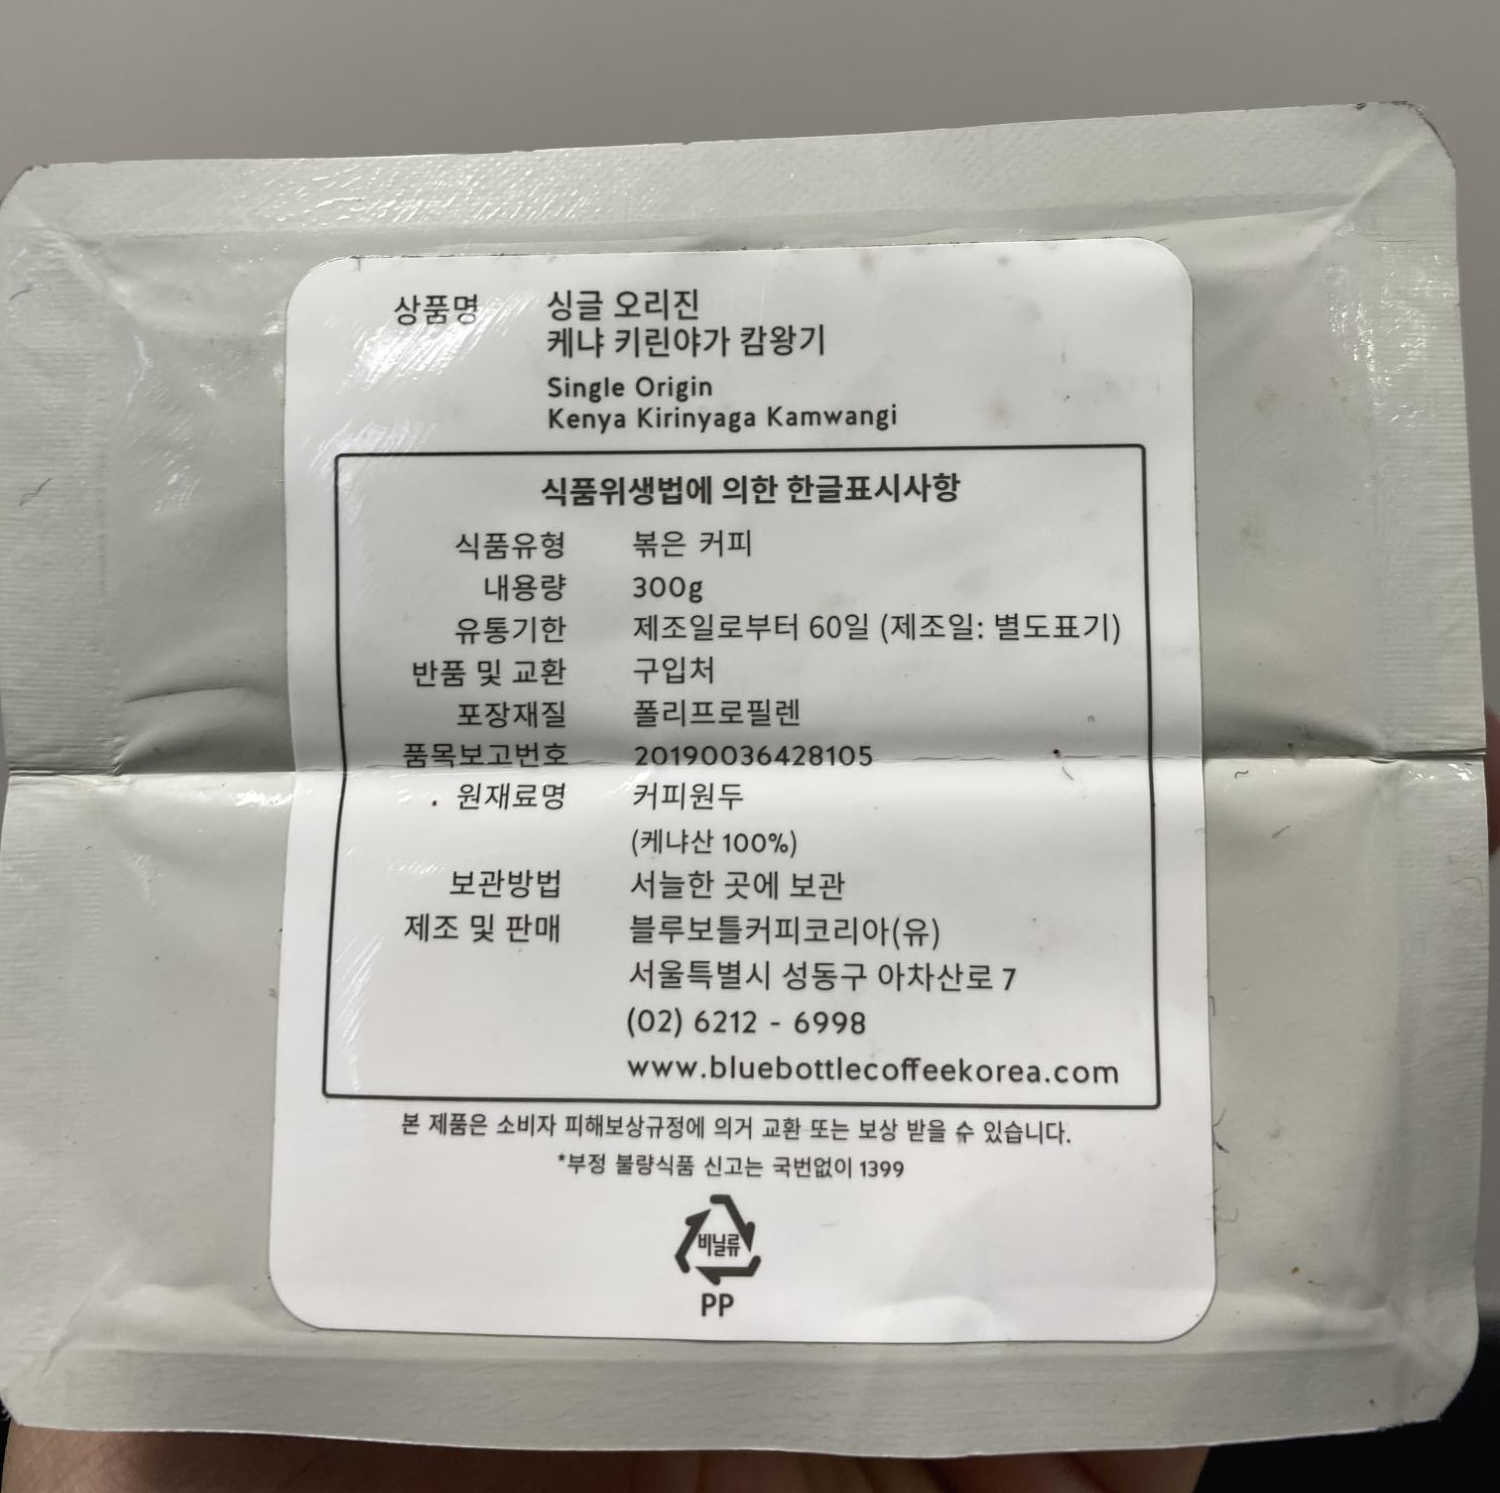 상품명 싱글 오리진
케냐 키린야가 캄왕기
Single Origin
Kenya Kirinyaga Kamwangi
식품위생법에 의한 한글표시사항
식품유형 볶은 커피
내용량 300g
유통기한 제조일로부터 60일 (제조일: 별도표기)
반품 및 교환 구입처
포장재질 폴리프로필렌
품목보고번호 20190036428105
원재료명 커피원두
(케냐산 100%)
보관방법 서늘한 곳에 보관
제조 및 판매 블루보틀커피코리아(유)
서울특별시 성동구 아차산로 7
(02) 6212 - 6998
www.bluebottlecoffeekorea.com
본 제품은 소비자 피해보상규정에 의거 교환 또는 보상 받을 수 있습니다.
*부정 불량식품 신고는 국번없이 1399
비닐류
PP